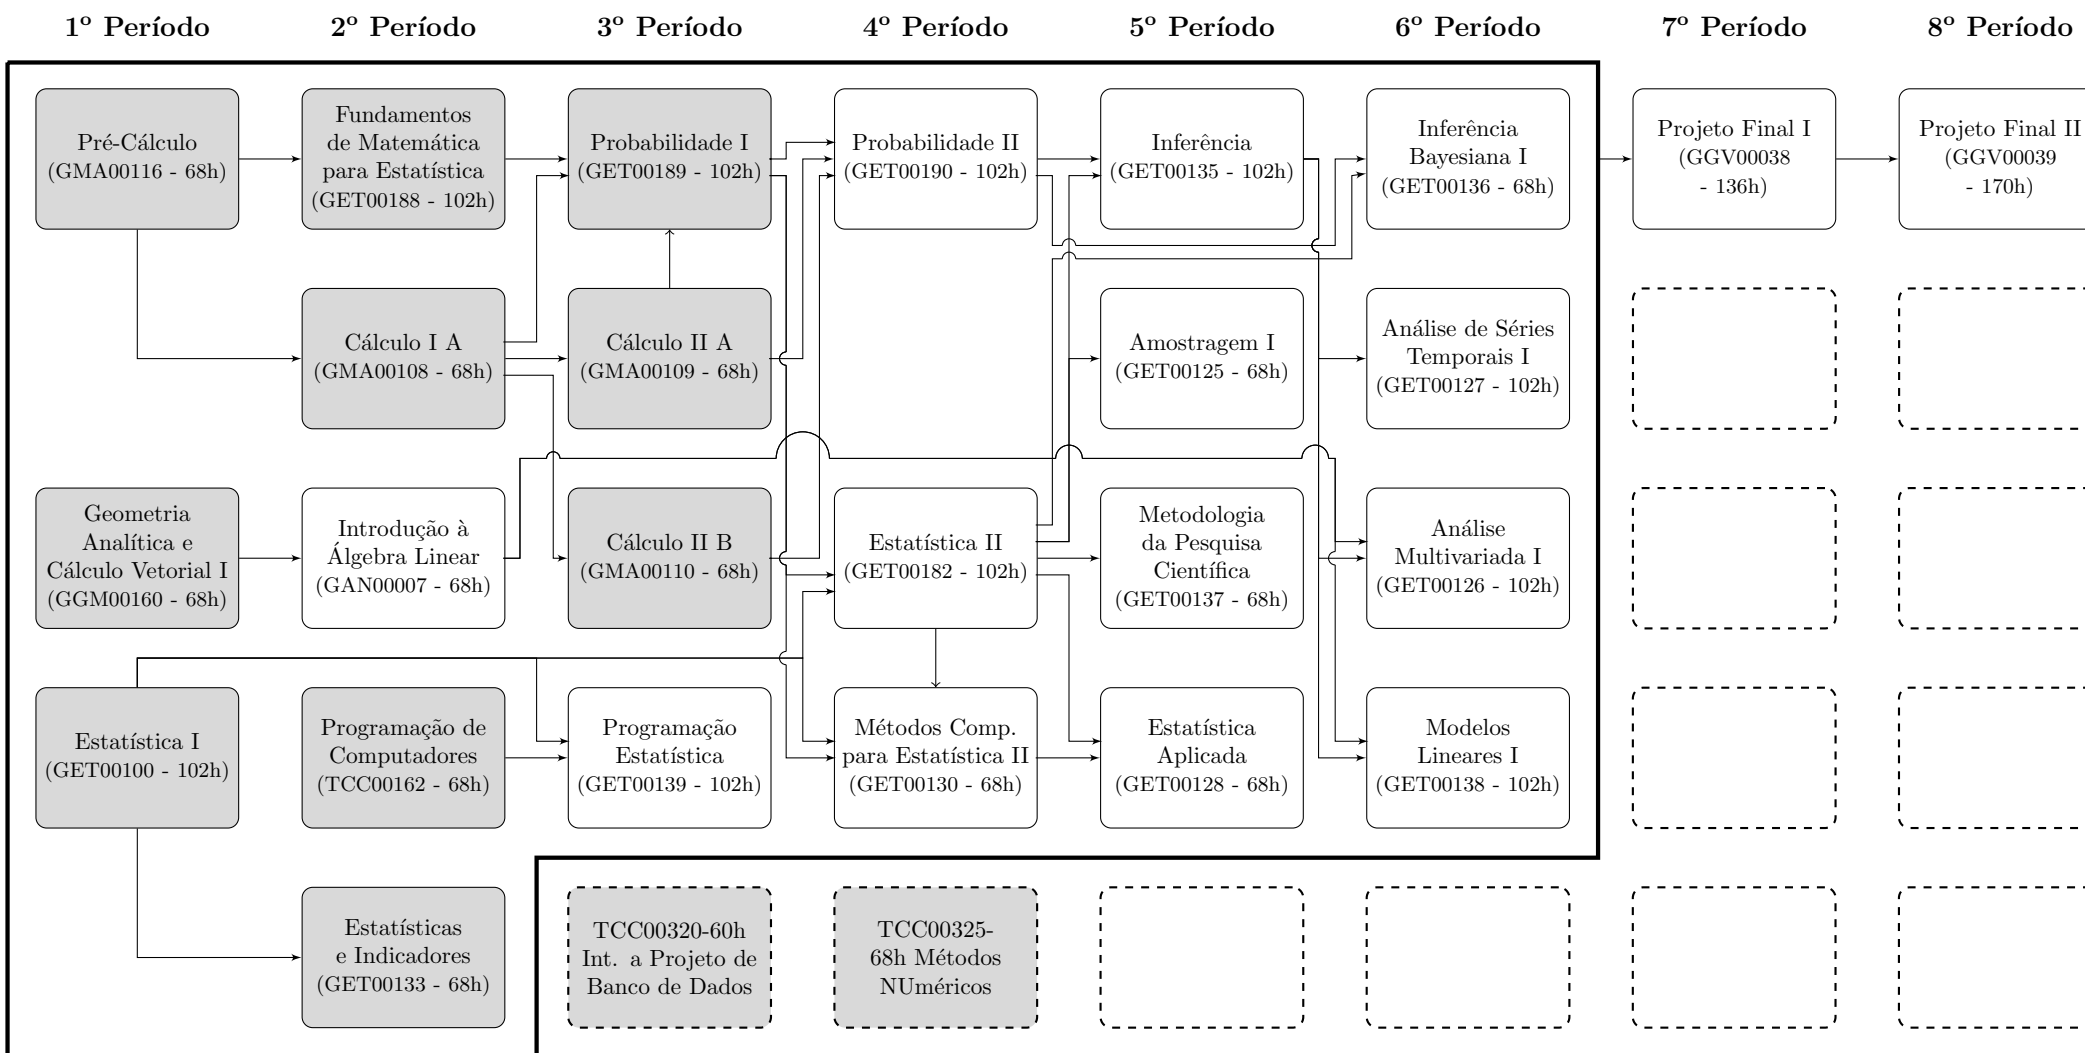 1º Período
2º Período
3º Período
4º Período
5º Período
6º Período
7º Período
8º Período
Pré-Cálculo
(GMA00116 - 68h)
Fundamentos
de Matemática
para Estatística
(GET00188 - 102h)
Probabilidade I
(GET00189 - 102h)
Probabilidade II
(GET00190 - 102h)
Inferência
(GET00135 - 102h)
Inferência
Bayesiana I
(GET00136 - 68h)
Projeto Final I
(GGV00038
- 136h)
Projeto Final II
(GGV00039
- 170h)
Cálculo I A
(GMA00108 - 68h)
Cálculo II A
(GMA00109 - 68h)
Amostragem I
(GET00125 - 68h)
Análise de Séries
Temporais I
(GET00127 - 102h)
Geometria
Analítica e
Cálculo Vetorial I
(GGM00160 - 68h)
Introdução à
Álgebra Linear
(GAN00007 - 68h)
Cálculo II B
(GMA00110 - 68h)
Estatística II
(GET00182 - 102h)
Metodologia
da Pesquisa
Científica
(GET00137 - 68h)
Análise
Multivariada I
(GET00126 - 102h)
Estatística I
(GET00100 - 102h)
Programação de
Computadores
(TCC00162 - 68h)
Programação
Estatística
(GET00139 - 102h)
Métodos Comp.
para Estatística II
(GET00130 - 68h)
Estatística
Aplicada
(GET00128 - 68h)
Modelos
Lineares I
(GET00138 - 102h)
Estatísticas
e Indicadores
(GET00133 - 68h)
TCC00320-60h
Int. a Projeto de
Banco de Dados
TCC00325-
68h Métodos
NUméricos